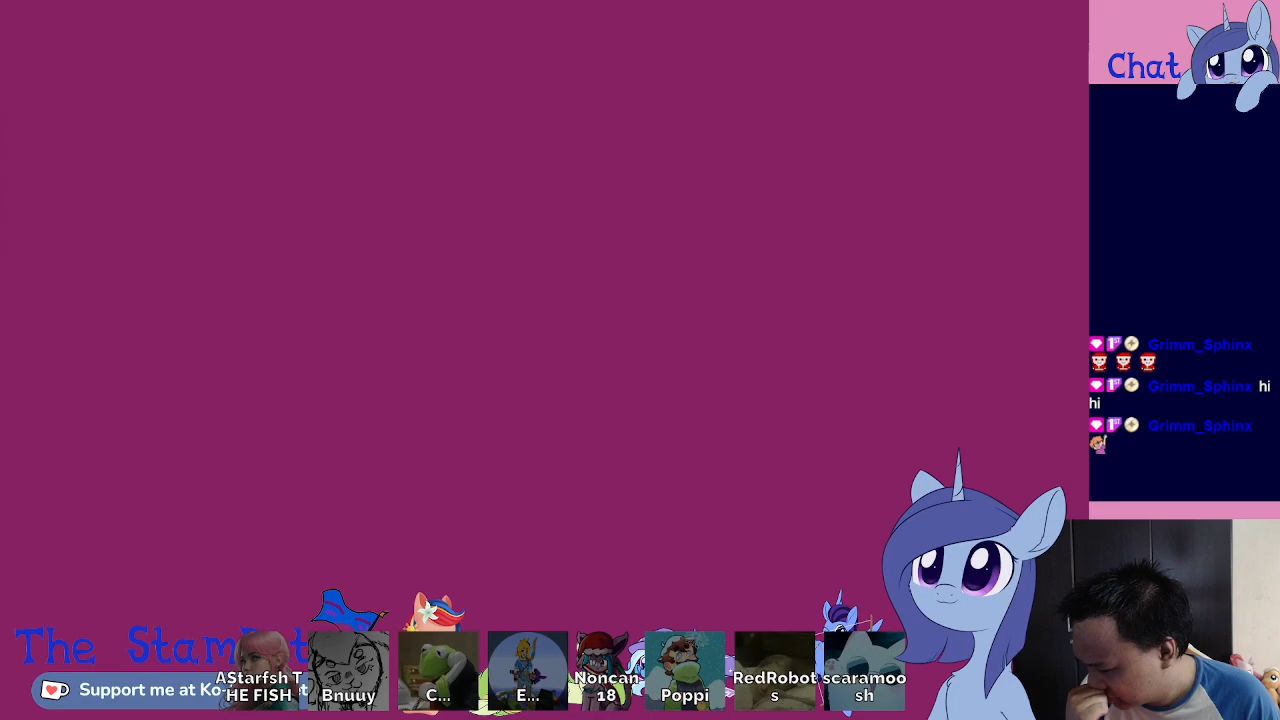 Chat
Grimm_Sphinx
Grimm_Sphinx hi
hi
Grimm_Sphinx
The Stam
Support me at Ko-
A$tarfsh T
HE FISH
Bnuuy
C...
E...
Noncan
18
Poppi
RedRobot
s
scaramoo
sh